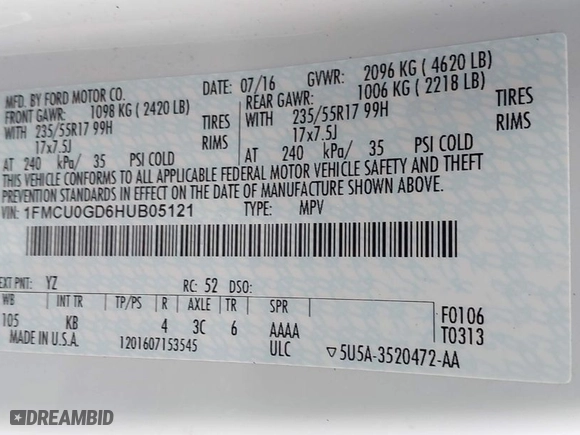 MFD. BY FORD MOTOR CO.
DATE: 07/16 GVWR: 2096 KG ( 4620 LB)
FRONT GAWR: 1098 KG ( 2420 LB) REAR GAWR: 1006 KG ( 2218 LB)
WITH 235/55R17 99H TIRES WITH 235/55R17 99H TIRES
17x7.5J RIMS 17x7.5J RIMS
AT 240 kPa/ 35 PSI COLD AT 240 kPa/ 35 PSI COLD
THIS VEHICLE CONFORMS TO ALL APPLICABLE FEDERAL MOTOR VEHICLE SAFETY AND THEFT
PREVENTION STANDARDS IN EFFECT ON THE DATE OF MANUFACTURE SHOWN ABOVE.
VIN: 1FMCU0GD6HUB05121 TYPE: MPV
EXT PNT: YZ RC: 52 DSO:
WB INT TR TP/PS R AXLE TR SPR F0106
105 KB 4 3C 6 AAAA T0313
MADE IN U.S.A. 1201607153545 ULC ▽5U5A-3520472-AA
DREAMBID